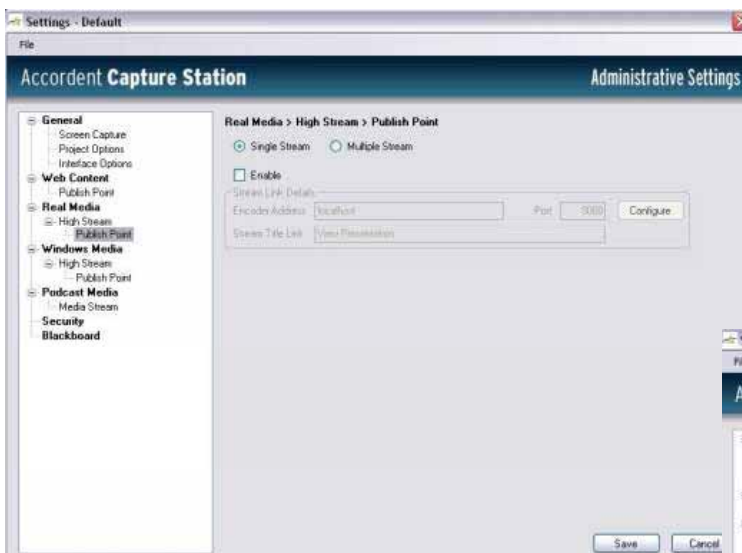 Settings - Default
File
Accordent Capture Station
Administrative Settings
General
Screen Capture
Project Options
Interface Options
Web Content
Publish Point
Real Media
High Stream
Publish Point
Windows Media
High Stream
Publish Point
Podcast Media
Media Stream
Security
Blackboard
Real Media > High Stream > Publish Point
Single Stream Multiple Stream
Enable
Stream Link Details
Encoder Address localhost Port Configure
Stream Title Link View Presentation
Save Cancel